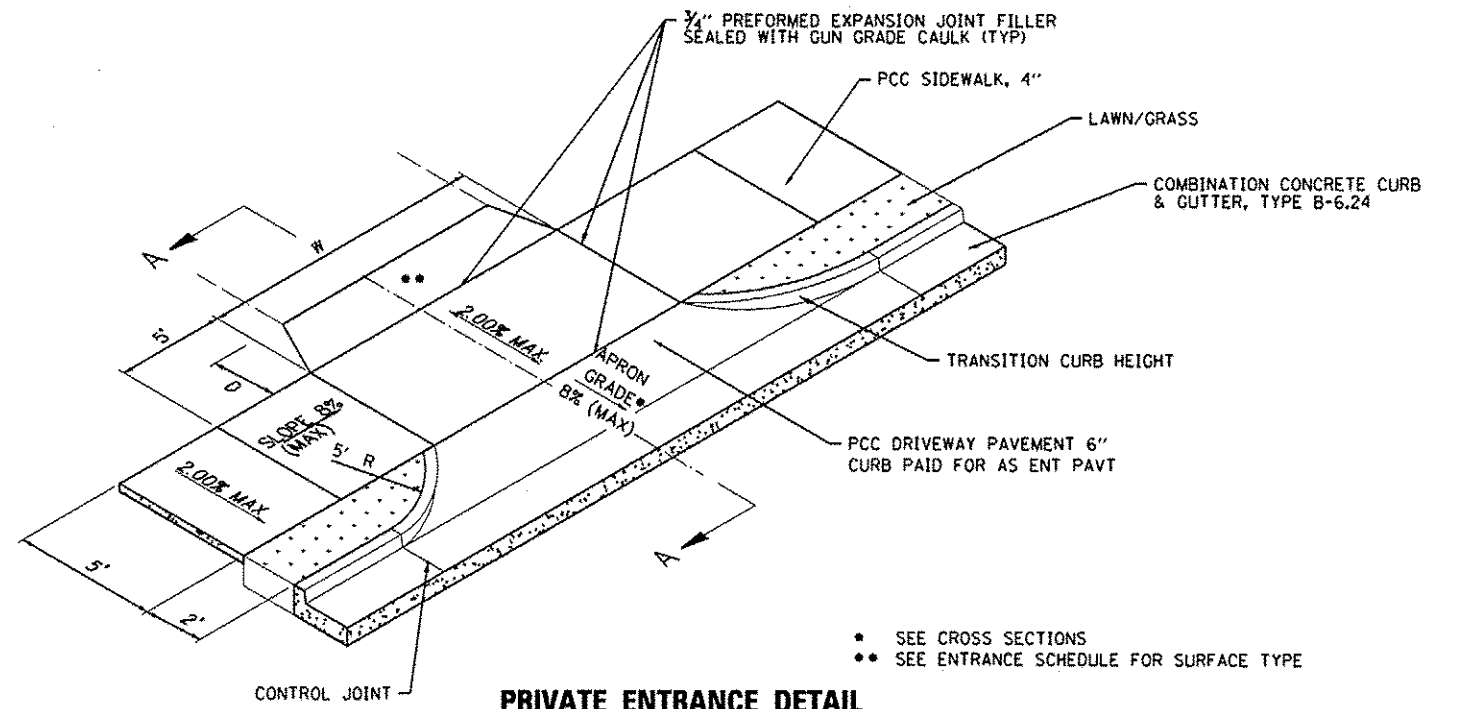 ¾" PREFORMED EXPANSION JOINT FILLER
SEALED WITH GUN GRADE CAULK (TYP)
PCC SIDEWALK, 4"
LAWN/GRASS
COMBINATION CONCRETE CURB
& GUTTER, TYPE B-6.24
A
W
••
5'
D
2.00% MAX
APRON
GRADE•
8% (MAX)
TRANSITION CURB HEIGHT
SLOPE 8%
(MAX)
5' R
PCC DRIVEWAY PAVEMENT 6"
CURB PAID FOR AS ENT PAVT
2.00% MAX
A
5'
2'
• SEE CROSS SECTIONS
•• SEE ENTRANCE SCHEDULE FOR SURFACE TYPE
CONTROL JOINT
PRIVATE ENTRANCE DETAIL